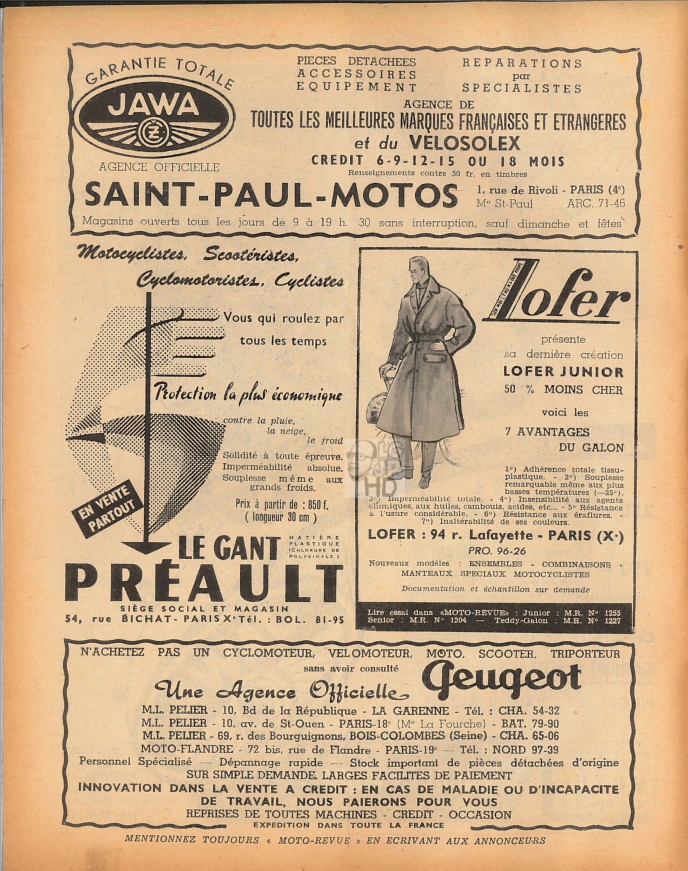 GARANTIE TOTALE
JAWA
CZ
AGENCE OFFICIELLE
PIECES DETACHEES
ACCESSOIRES
EQUIPEMENT
REPARATIONS
par
SPECIALISTES
AGENCE DE
TOUTES LES MEILLEURES MARQUES FRANÇAISES ET ETRANGERES
et du VÉLOSOLEX
CREDIT 6-9-12-15 OU 18 MOIS
Renseignements contre 50 fr. en timbres
SAINT-PAUL-MOTOS
1, rue de Rivoli - PARIS (4e)
Mo St-Paul ARC. 71-46
Magasins ouverts tous les jours de 9 à 19 h. 30 sans interruption, sauf dimanche et fêtes
Motocyclistes, Scootéristes,
Cyclomotoristes, Cyclistes
Vous qui roulez par
tous les temps
Protection la plus économique
contre la pluie,
la neige,
le froid
Solidité à toute épreuve.
Imperméabilité absolue.
Souplesse même aux
grands froids.
Prix à partir de : 850 f.
( longueur 30 cm )
EN VENTE
PARTOUT
LE GANT
MATIÈRE
PLASTIQUE
(CHLORURE DE
POLYVINYLE)
PRÉAULT
SIÈGE SOCIAL ET MAGASIN
54, rue BICHAT - PARIS Xe Tél. : BOL. 81-95
Lofer
présente
sa dernière création
LOFER JUNIOR
50 % MOINS CHER
voici les
7 AVANTAGES
DU GALON
1o) Adhérence totale tissu-
plastique. - 2o) Souplesse
remarquable même aux plus
basses températures (—25o).
3o) Imperméabilité totale. - 4o) Insensibilité aux agents
chimiques, aux huiles, cambouis, acides, etc... - 5o Résistance
à l'usure considérable. - 6o) Résistance aux éraflures. -
7o) Inaltérabilité de ses couleurs.
LOFER : 94 r. Lafayette - PARIS (Xe)
PRO. 96-26
Nouveaux modèles : ENSEMBLES - COMBINAISONS -
MANTEAUX SPECIAUX MOTOCYCLISTES
Documentation et échantillon sur demande
Lire essai dans «MOTO-REVUE» : Junior : M.R. No 1255
Senior : M.R. No 1204 — Teddy-Galon : M.R. No 1227
HD
N'ACHETEZ PAS UN CYCLOMOTEUR, VELOMOTEUR, MOTO, SCOOTER, TRIPORTEUR
sans avoir consulté
Une Agence Officielle Peugeot
M.L. PELIER - 10, Bd de la République - LA GARENNE - Tél. : CHA. 54-32
M.L. PELIER - 10, av. de St-Ouen - PARIS-18e (Mo La Fourche) - BAT. 79-90
M.L. PELIER - 69, r. des Bourguignons, BOIS-COLOMBES (Seine) - CHA. 65-06
MOTO-FLANDRE - 72 bis, rue de Flandre - PARIS-19e — Tél. : NORD 97-39
Personnel Spécialisé — Dépannage rapide — Stock important de pièces détachées d'origine
SUR SIMPLE DEMANDE, LARGES FACILITES DE PAIEMENT
INNOVATION DANS LA VENTE A CREDIT : EN CAS DE MALADIE OU D'INCAPACITE
DE TRAVAIL, NOUS PAIERONS POUR VOUS
REPRISES DE TOUTES MACHINES - CREDIT - OCCASION
EXPEDITION DANS TOUTE LA FRANCE
MENTIONNEZ TOUJOURS « MOTO-REVUE » EN ECRIVANT AUX ANNONCEURS